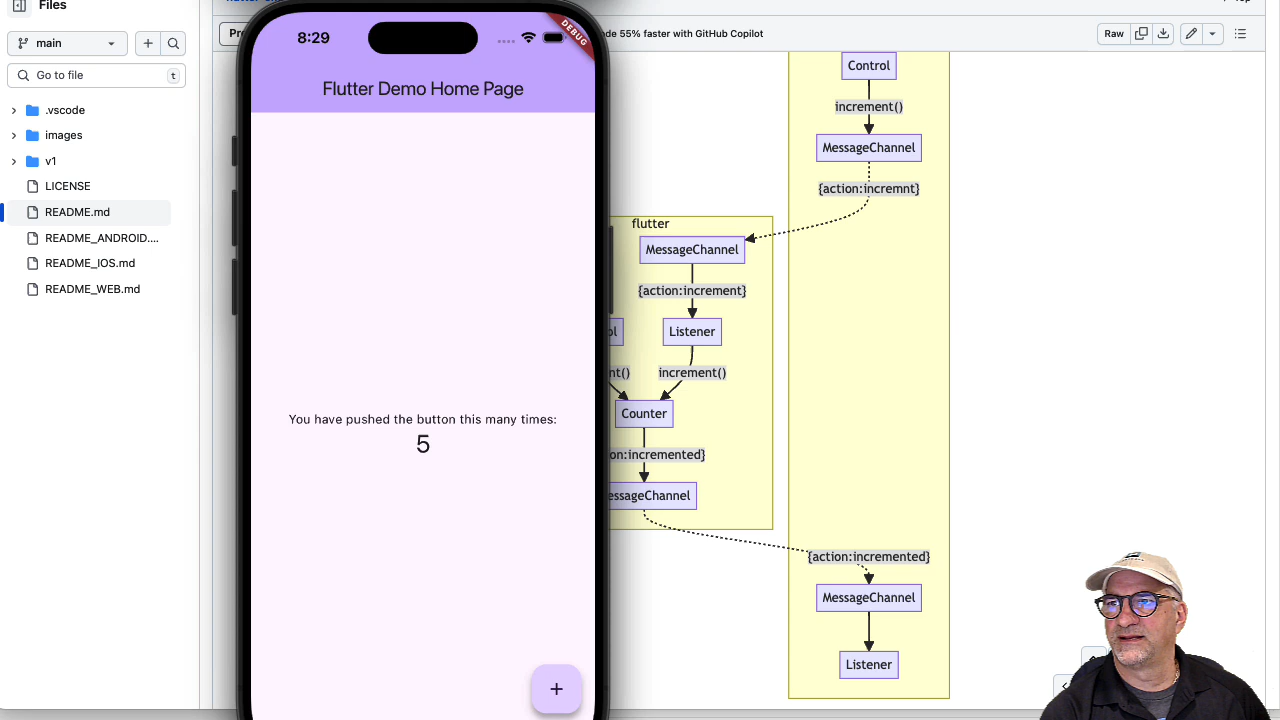 Files
main
Go to file
t
.vscode
images
v1
LICENSE
README.md
README_ANDROID....
README_IOS.md
README_WEB.md
8:29
DEBUG
Flutter Demo Home Page
You have pushed the button this many times:
5
+
de 55% faster with GitHub Copilot
Raw
Control
increment()
MessageChannel
{action:incremnt}
flutter
MessageChannel
{action:increment}
Listener
increment()
Counter
on:incremented}
essageChannel
{action:incremented}
MessageChannel
Listener